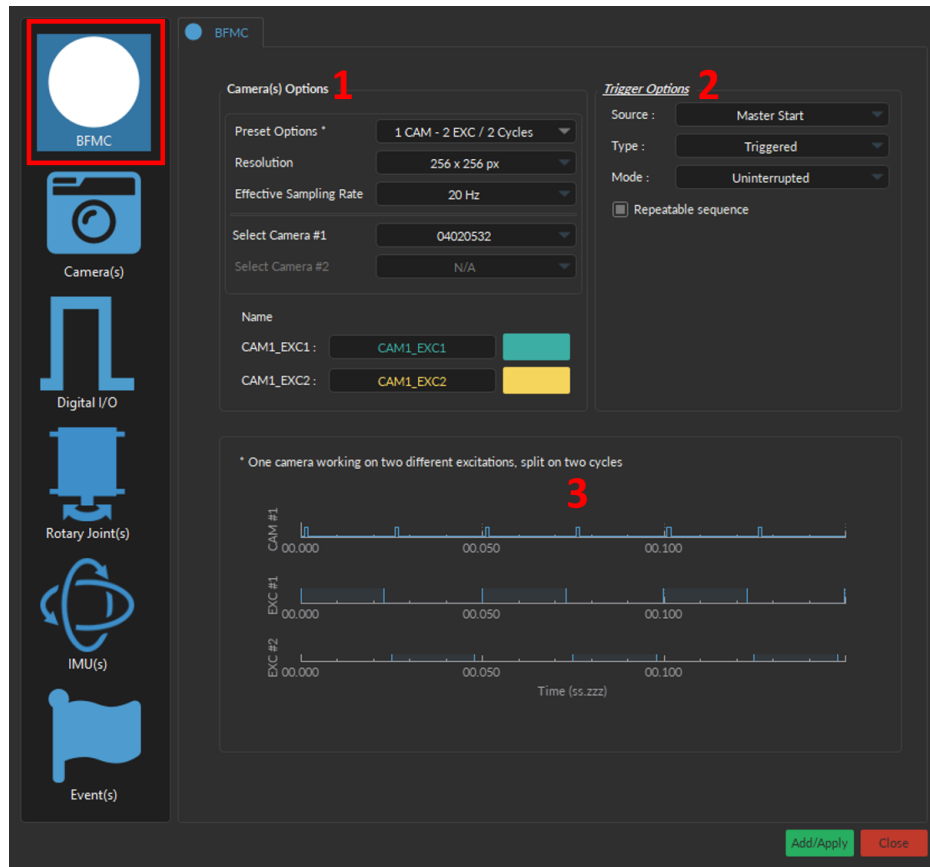 BFMC
BFMC
Camera(s)
Digital I/O
Rotary Joint(s)
IMU(s)
Event(s)
Camera(s) Options 1
Preset Options * 1 CAM - 2 EXC / 2 Cycles
Resolution 256 x 256 px
Effective Sampling Rate 20 Hz
Select Camera #1 04020532
Select Camera #2 N/A
Name
CAM1_EXC1 : CAM1_EXC1
CAM1_EXC2 : CAM1_EXC2
Trigger Options 2
Source : Master Start
Type : Triggered
Mode : Uninterrupted
Repeatable sequence
* One camera working on two different excitations, split on two cycles
3
CAM #1
00.000 00.050 00.100
EXC #1
00.000 00.050 00.100
EXC #2
00.000 00.050 00.100
Time (ss.zzz)
Add/Apply Close